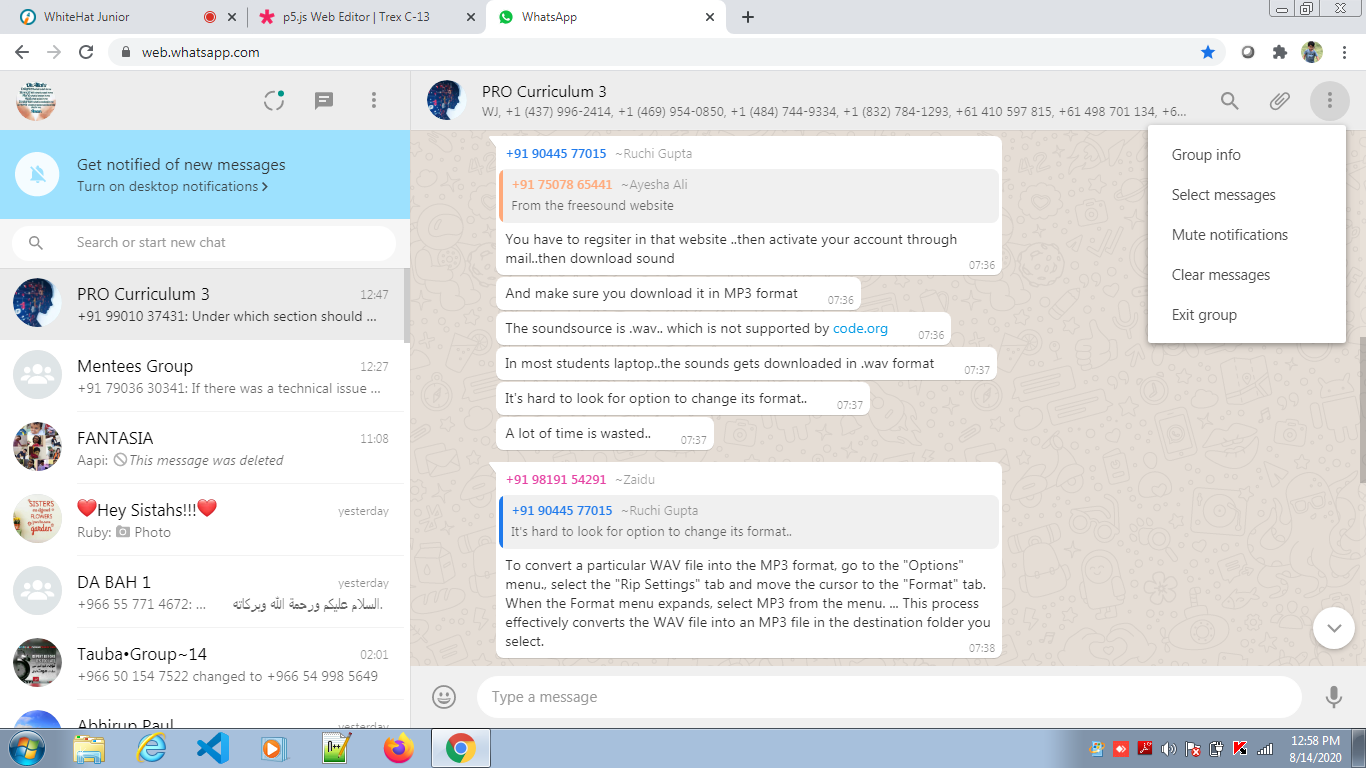 WhiteHat Junior
p5.js Web Editor | Trex C-13
WhatsApp
web.whatsapp.com
Get notified of new messages
Turn on desktop notifications
Search or start new chat
PRO Curriculum 3
12:47
+91 99010 37431: Under which section should ...
Mentees Group
12:27
+91 79036 30341: If there was a technical issue ...
FANTASIA
11:08
Aapi: This message was deleted
❤️Hey Sistahs!!!❤️
yesterday
Ruby: Photo
DA BAH 1
yesterday
+966 55 771 4672: ... السلام عليكم ورحمة الله وبركاته.
Tauba•Group~14
02:01
+966 50 154 7522 changed to +966 54 998 5649
Abhirup Paul
yesterday
PRO Curriculum 3
WJ, +1 (437) 996-2414, +1 (469) 954-0850, +1 (484) 744-9334, +1 (832) 784-1293, +61 410 597 815, +61 498 701 134, +6...
+91 90445 77015 ~Ruchi Gupta
+91 75078 65441 ~Ayesha Ali
From the freesound website
You have to regsiter in that website ..then activate your account through
mail..then download sound
07:36
And make sure you download it in MP3 format
07:36
The soundsource is .wav.. which is not supported by code.org
07:36
In most students laptop..the sounds gets downloaded in .wav format
07:37
It's hard to look for option to change its format..
07:37
A lot of time is wasted..
07:37
+91 98191 54291 ~Zaidu
+91 90445 77015 ~Ruchi Gupta
It's hard to look for option to change its format..
To convert a particular WAV file into the MP3 format, go to the "Options"
menu., select the "Rip Settings" tab and move the cursor to the "Format" tab.
When the Format menu expands, select MP3 from the menu. ... This process
effectively converts the WAV file into an MP3 file in the destination folder you
select.
07:38
Group info
Select messages
Mute notifications
Clear messages
Exit group
Type a message
12:58 PM
8/14/2020